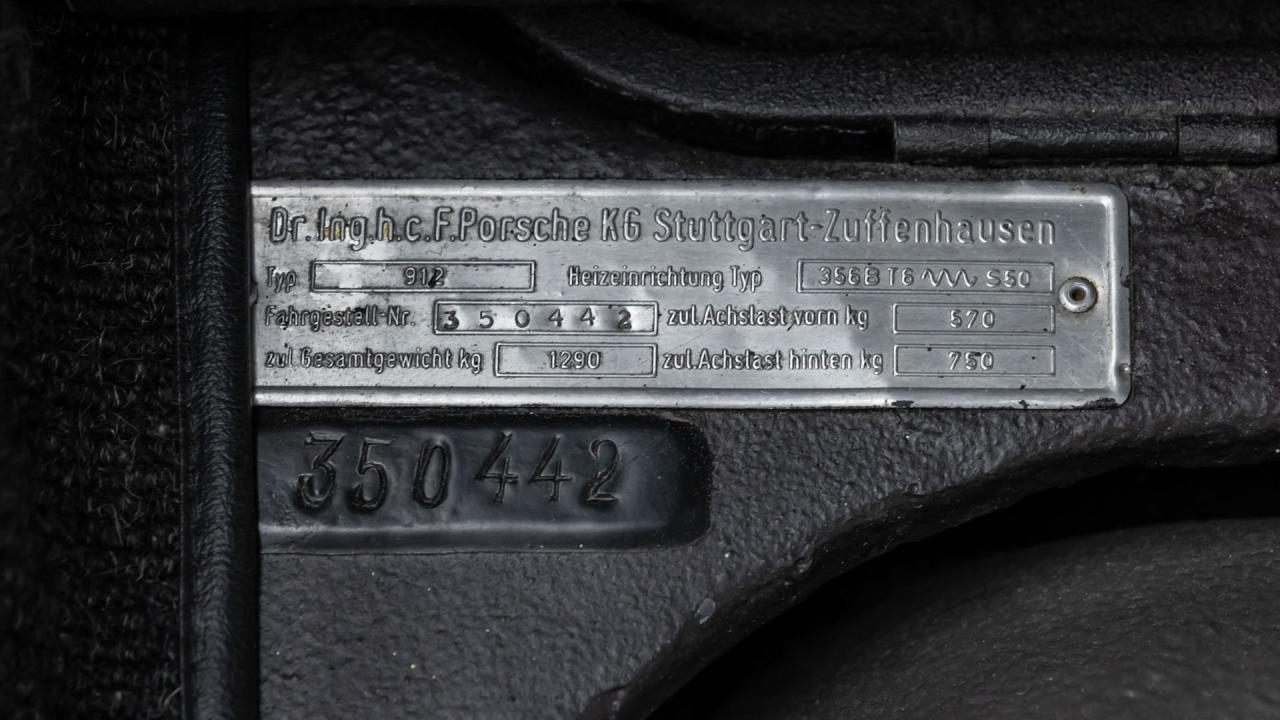 Dr.Ing.h.c.F.Porsche KG Stuttgart-Zuffenhausen
Typ 912 Heizeinrichtung Typ 356B T6 ~~~ S50
Fahrgestell-Nr. 350442 zul.Achslast vorn kg 570
zul.Gesamtgewicht kg 1290 zul.Achslast hinten kg 750
350442